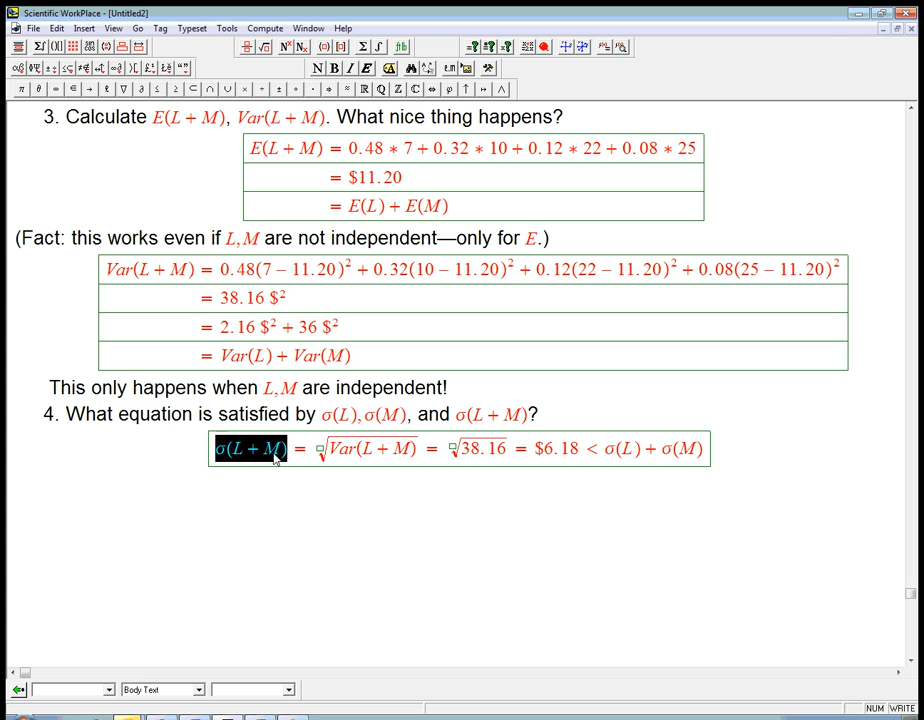 Scientific WorkPlace - [Untitled2]
File Edit Insert View Tag Typeset Tools Compute Window Help
3. Calculate E(L + M), Var(L + M). What nice thing happens?
E(L + M) = 0.48 * 7 + 0.32 * 10 + 0.12 * 22 + 0.08 * 25
= $11.20
= E(L) + E(M)
(Fact: this works even if L, M are not independent—only for E.)
Var(L + M) = 0.48(7 − 11.20)² + 0.32(10 − 11.20)² + 0.12(22 − 11.20)² + 0.08(25 − 11.20)²
= 38.16 $²
= 2.16 $² + 36 $²
= Var(L) + Var(M)
This only happens when L, M are independent!
4. What equation is satisfied by σ(L), σ(M), and σ(L + M)?
σ(L + M) = √Var(L + M) = √38.16 = $6.18 < σ(L) + σ(M)
Body Text
NUM WRITE